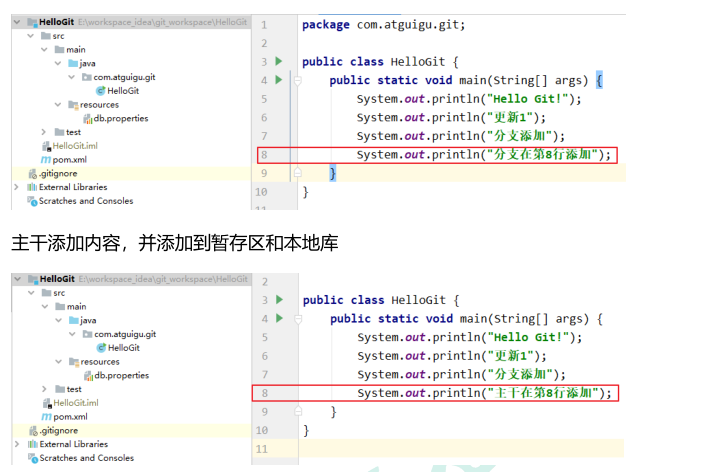 HelloGit E:\workspace_idea\git_workspace\HelloGit
src
main
java
com.atguigu.git
HelloGit
resources
db.properties
test
HelloGit.iml
pom.xml
.gitignore
External Libraries
Scratches and Consoles
1 package com.atguigu.git;
2
3 public class HelloGit {
4 public static void main(String[] args) {
5 System.out.println("Hello Git!");
6 System.out.println("更新1");
7 System.out.println("分支添加");
8 System.out.println("分支在第8行添加");
9 }
10 }
11
主干添加内容，并添加到暂存区和本地库
HelloGit E:\workspace_idea\git_workspace\HelloGit
src
main
java
com.atguigu.git
HelloGit
resources
db.properties
test
HelloGit.iml
pom.xml
.gitignore
External Libraries
Scratches and Consoles
2
3 public class HelloGit {
4 public static void main(String[] args) {
5 System.out.println("Hello Git!");
6 System.out.println("更新1");
7 System.out.println("分支添加");
8 System.out.println("主干在第8行添加");
9 }
10 }
11